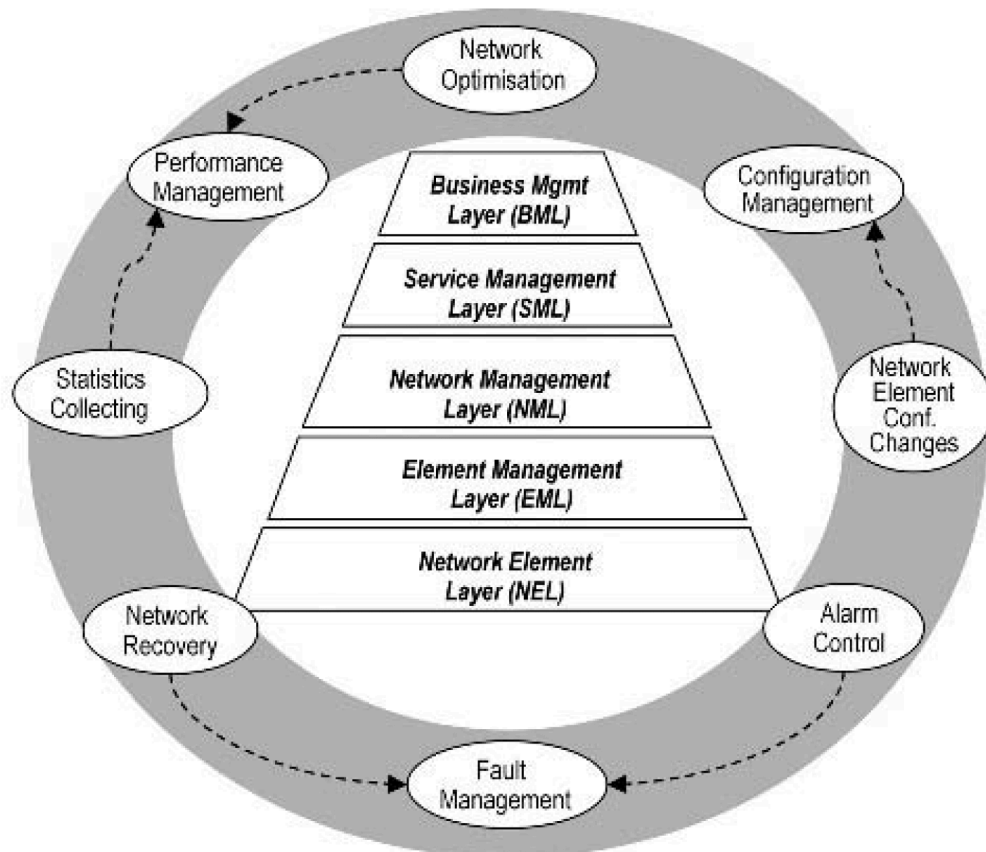 Network
Optimisation
Performance
Management
Configuration
Management
Business Mgmt
Layer (BML)
Service Management
Layer (SML)
Network Management
Layer (NML)
Element Management
Layer (EML)
Network Element
Layer (NEL)
Statistics
Collecting
Network
Element
Conf.
Changes
Network
Recovery
Alarm
Control
Fault
Management